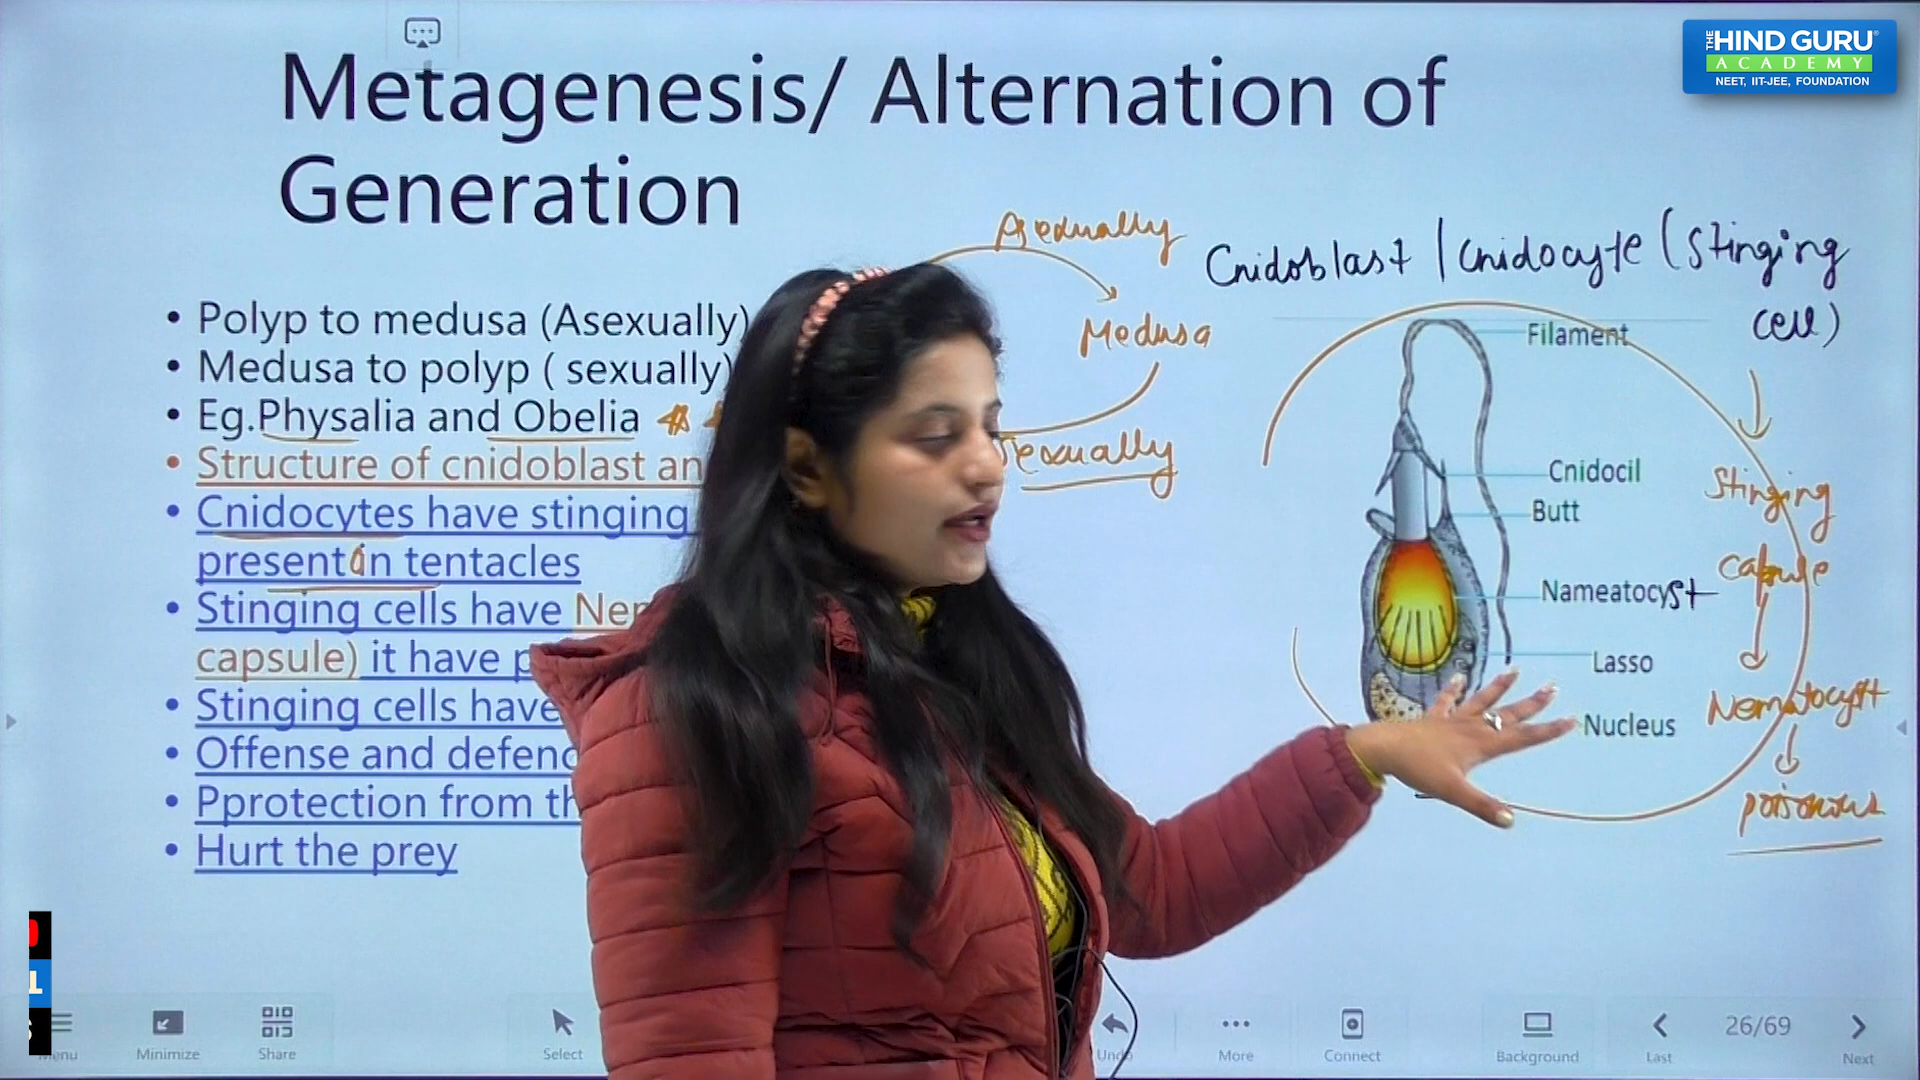 THE HIND GURU
ACADEMY
NEET, IIT-JEE, FOUNDATION
Metagenesis/ Alternation of
Generation
• Polyp to medusa (Asexually)
• Medusa to polyp ( sexually)
• Eg.Physalia and Obelia
• Structure of cnidoblast an
• Cnidocytes have stinging
present in tentacles
• Stinging cells have
capsule) it have
• Stinging cells have
• Offense and
• Pprotection from
• Hurt the prey
Asexually
Medusa
Sexually
Cnidoblast / Cnidocyte (Stinging
cell)
Filament
Cnidocil
Butt
Nameatocyst
Lasso
Nucleus
Stinging
capsule
Nematocyst
poisonous
Menu
Minimize
Share
Select
Undo
More
Connect
Background
Last
26/69
Next